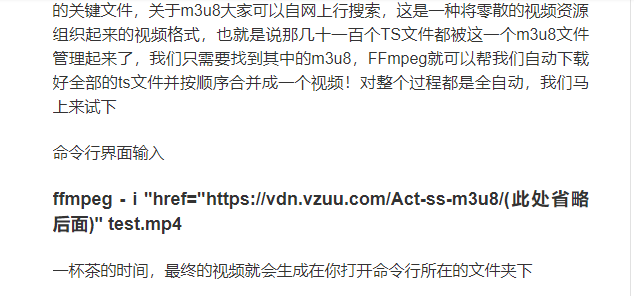 的关键文件，关于m3u8大家可以自网上行搜索，这是一种将零散的视频资源
组织起来的视频格式，也就是说那几十一百个TS文件都被这一个m3u8文件
管理起来了，我们只需要找到其中的m3u8，FFmpeg就可以帮我们自动下载
好全部的ts文件并按顺序合并成一个视频！对整个过程都是全自动，我们马
上来试下
命令行界面输入
ffmpeg - i "href="https://vdn.vzuu.com/Act-ss-m3u8/(此处省略
后面)" test.mp4
一杯茶的时间，最终的视频就会生成在你打开命令行所在的文件夹下